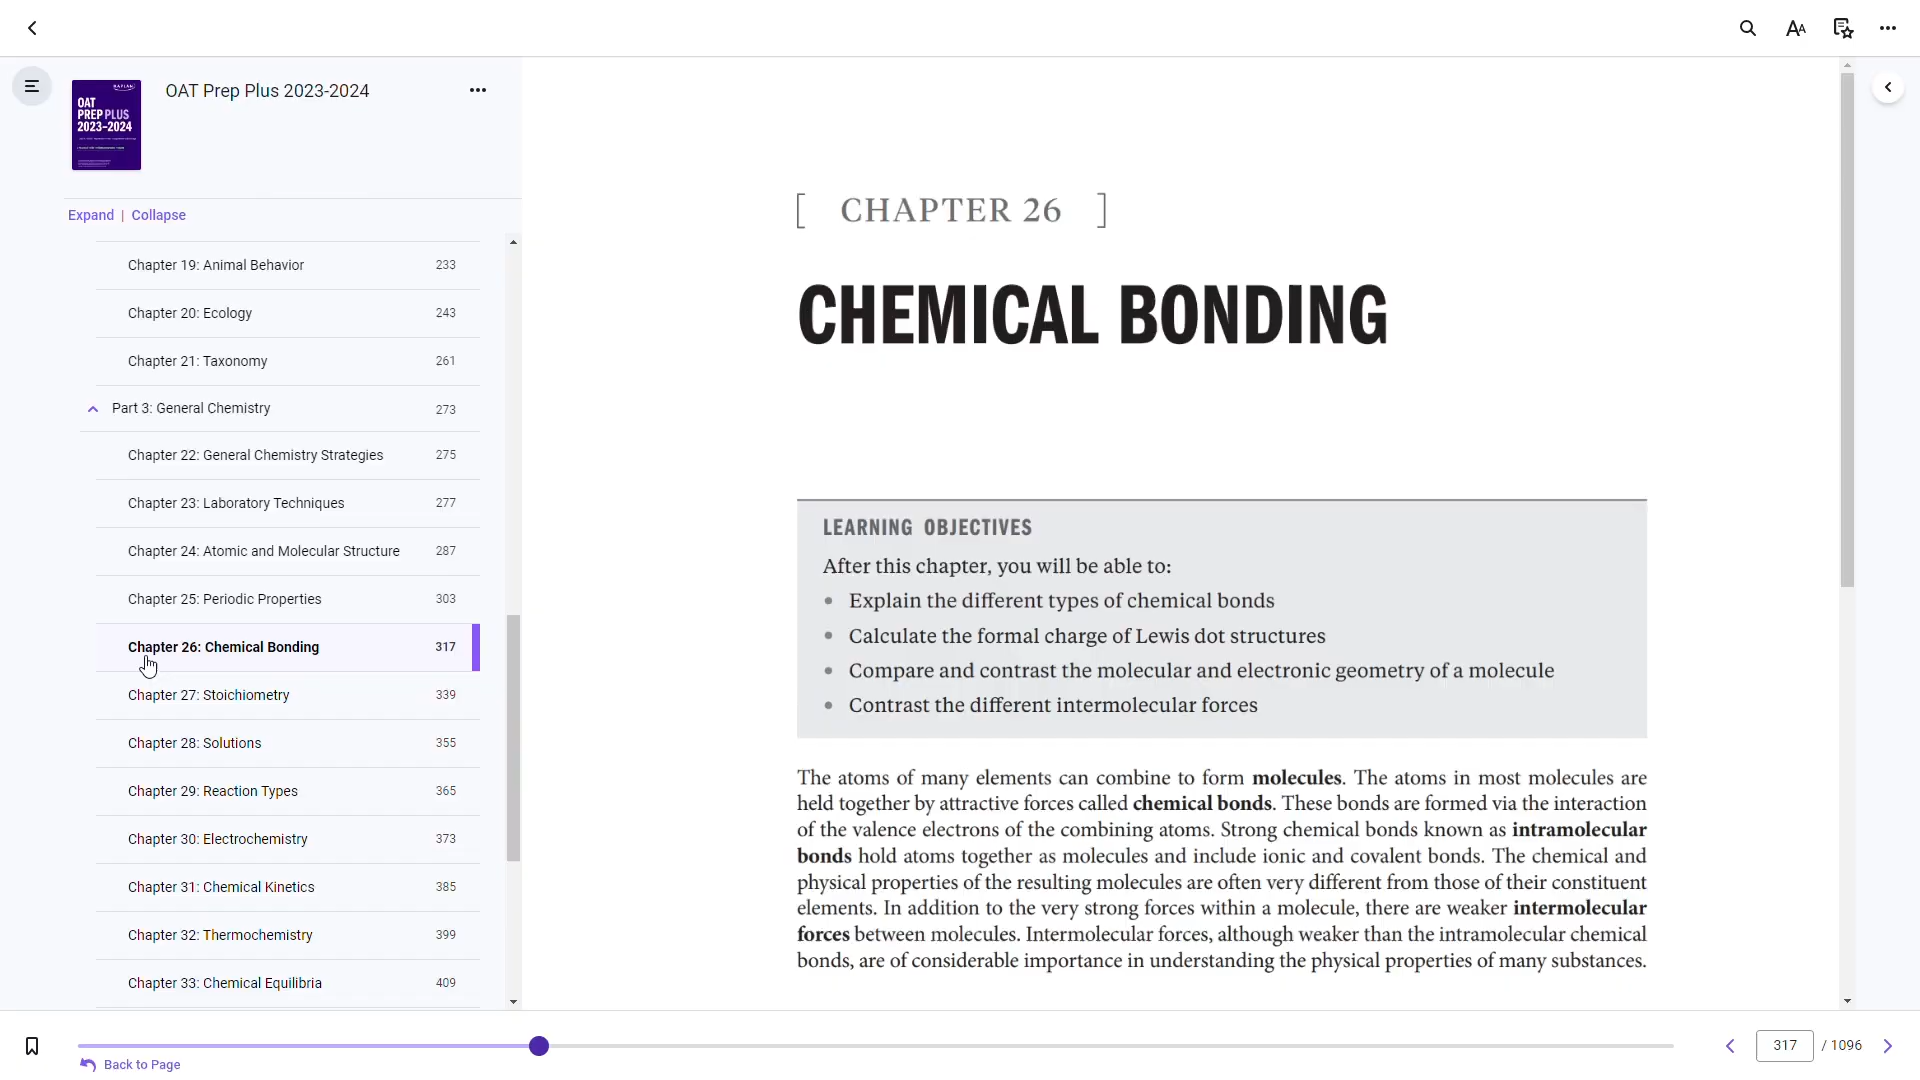 OAT Prep Plus 2023-2024
KAPLAN
OAT
PREP PLUS
2023-2024
Expand | Collapse
Chapter 19: Animal Behavior 233
Chapter 20: Ecology 243
Chapter 21: Taxonomy 261
Part 3: General Chemistry 273
Chapter 22: General Chemistry Strategies 275
Chapter 23: Laboratory Techniques 277
Chapter 24: Atomic and Molecular Structure 287
Chapter 25: Periodic Properties 303
Chapter 26: Chemical Bonding 317
Chapter 27: Stoichiometry 339
Chapter 28: Solutions 355
Chapter 29: Reaction Types 365
Chapter 30: Electrochemistry 373
Chapter 31: Chemical Kinetics 385
Chapter 32: Thermochemistry 399
Chapter 33: Chemical Equilibria 409
[ CHAPTER 26 ]
CHEMICAL BONDING
LEARNING OBJECTIVES
After this chapter, you will be able to:
• Explain the different types of chemical bonds
• Calculate the formal charge of Lewis dot structures
• Compare and contrast the molecular and electronic geometry of a molecule
• Contrast the different intermolecular forces
The atoms of many elements can combine to form molecules. The atoms in most molecules are
held together by attractive forces called chemical bonds. These bonds are formed via the interaction
of the valence electrons of the combining atoms. Strong chemical bonds known as intramolecular
bonds hold atoms together as molecules and include ionic and covalent bonds. The chemical and
physical properties of the resulting molecules are often very different from those of their constituent
elements. In addition to the very strong forces within a molecule, there are weaker intermolecular
forces between molecules. Intermolecular forces, although weaker than the intramolecular chemical
bonds, are of considerable importance in understanding the physical properties of many substances.
Back to Page
317 / 1096